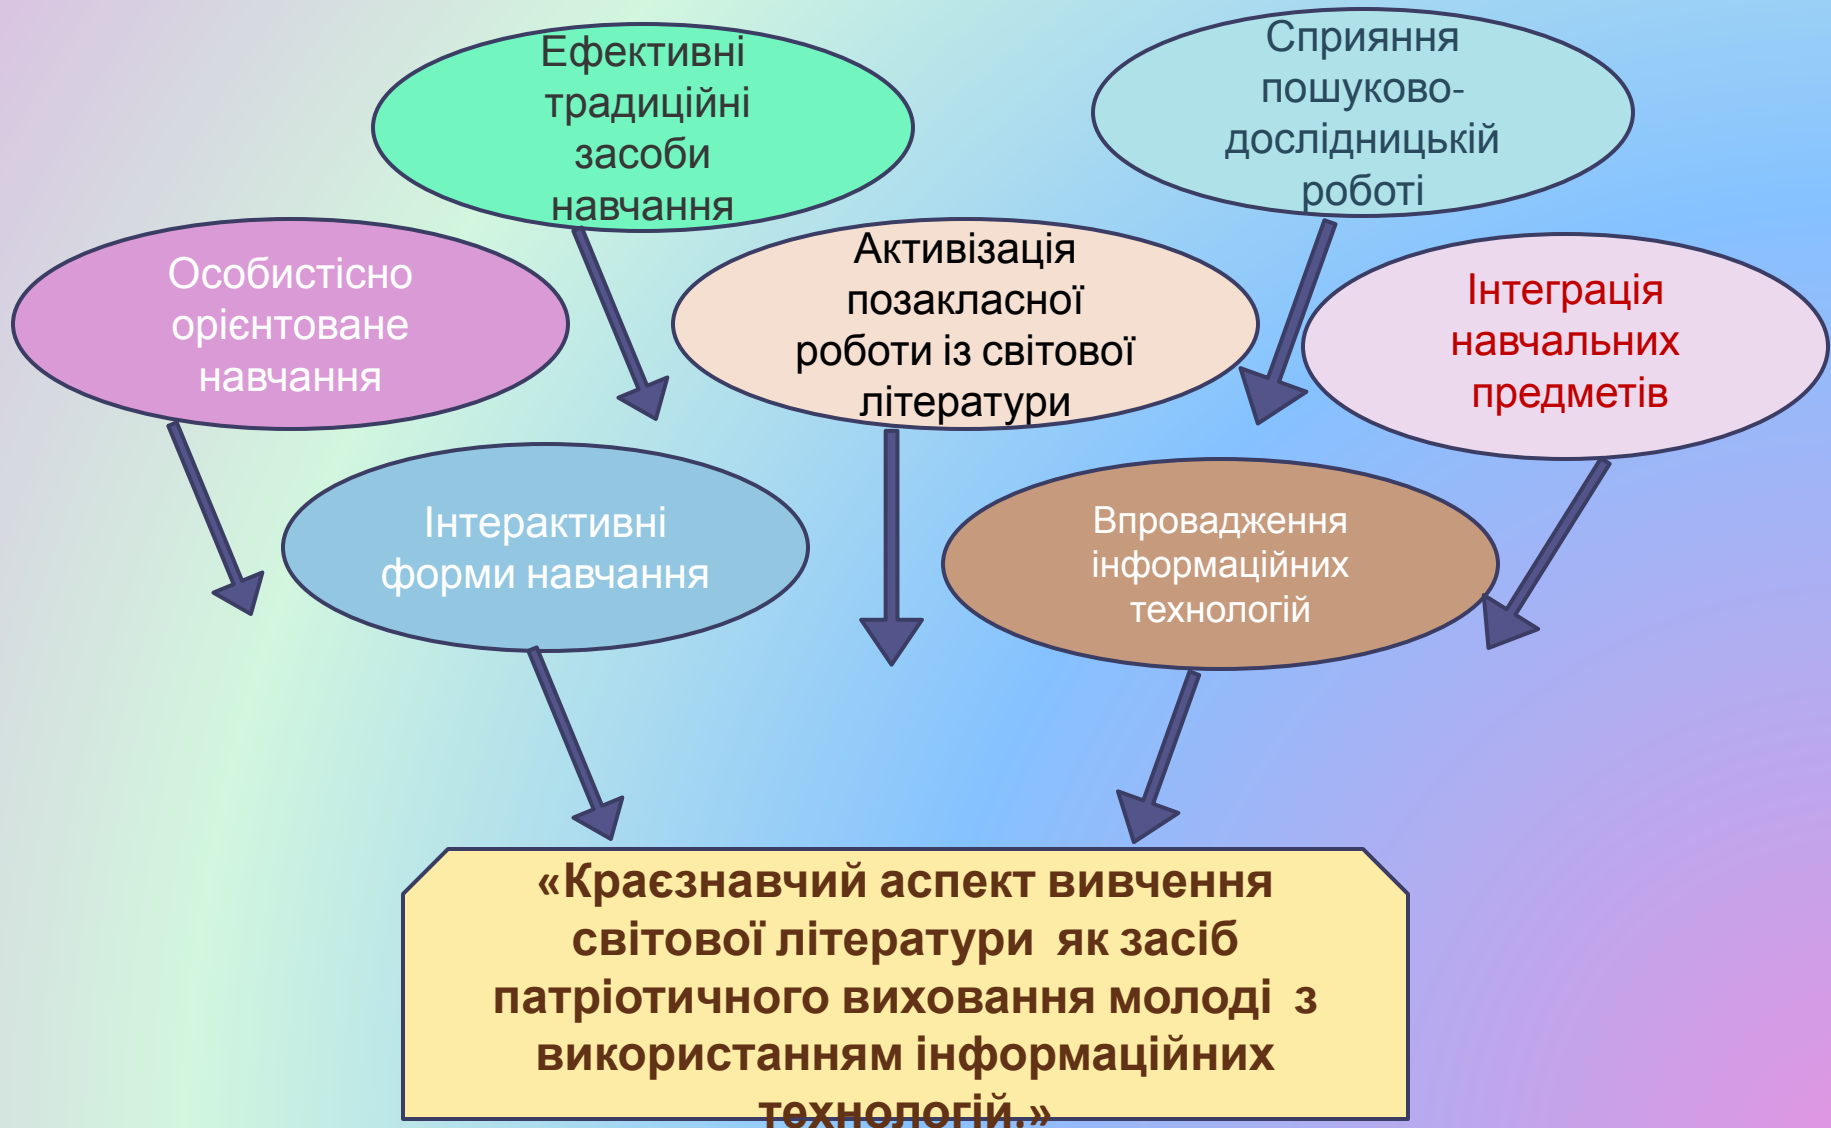 Ефективні
традиційні
засоби
навчання
Сприяння
пошуково-
дослідницькій
роботі
Особистісно
орієнтоване
навчання
Активізація
позакласної
роботи із світової
літератури
Інтеграція
навчальних
предметів
Інтерактивні
форми навчання
Впровадження
інформаційних
технологій
«Краєзнавчий аспект вивчення
світової літератури як засіб
патріотичного виховання молоді з
використанням інформаційних
технологій.»